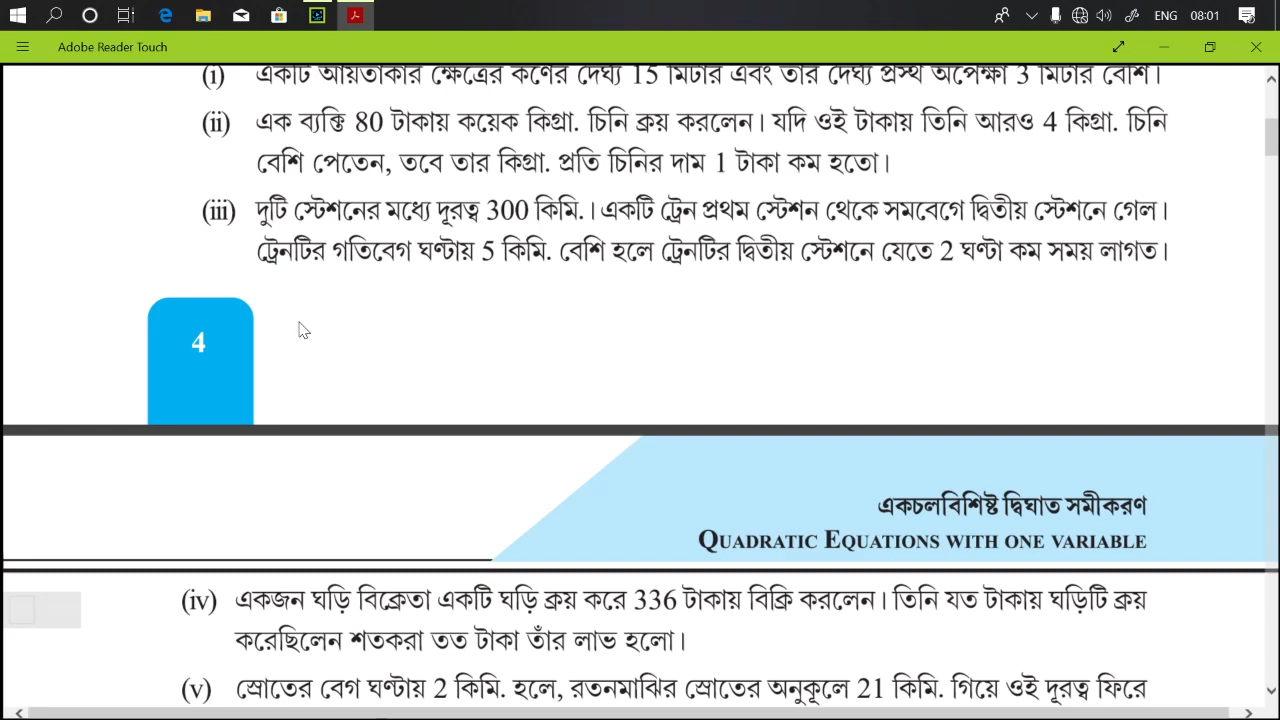 ENG 08:01
Adobe Reader Touch
(i) একটি আয়তাকার ক্ষেত্রের কর্ণের দৈর্ঘ্য 15 মিটার এবং তার দৈর্ঘ্য প্রস্থ অপেক্ষা 3 মিটার বেশি।
(ii) এক ব্যক্তি 80 টাকায় কয়েক কিগ্রা. চিনি ক্রয় করলেন। যদি ওই টাকায় তিনি আরও 4 কিগ্রা. চিনি
বেশি পেতেন, তবে তার কিগ্রা. প্রতি চিনির দাম 1 টাকা কম হতো।
(iii) দুটি স্টেশনের মধ্যে দূরত্ব 300 কিমি.। একটি ট্রেন প্রথম স্টেশন থেকে সমবেগে দ্বিতীয় স্টেশনে গেল।
ট্রেনটির গতিবেগ ঘণ্টায় 5 কিমি. বেশি হলে ট্রেনটির দ্বিতীয় স্টেশনে যেতে 2 ঘণ্টা কম সময় লাগত।
4
একচলবিশিষ্ট দ্বিঘাত সমীকরণ
QUADRATIC EQUATIONS WITH ONE VARIABLE
(iv) একজন ঘড়ি বিক্রেতা একটি ঘড়ি ক্রয় করে 336 টাকায় বিক্রি করলেন। তিনি যত টাকায় ঘড়িটি ক্রয়
করেছিলেন শতকরা তত টাকা তাঁর লাভ হলো।
(v) স্রোতের বেগ ঘণ্টায় 2 কিমি. হলে, রতনমাঝির স্রোতের অনুকূলে 21 কিমি. গিয়ে ওই দূরত্ব ফিরে